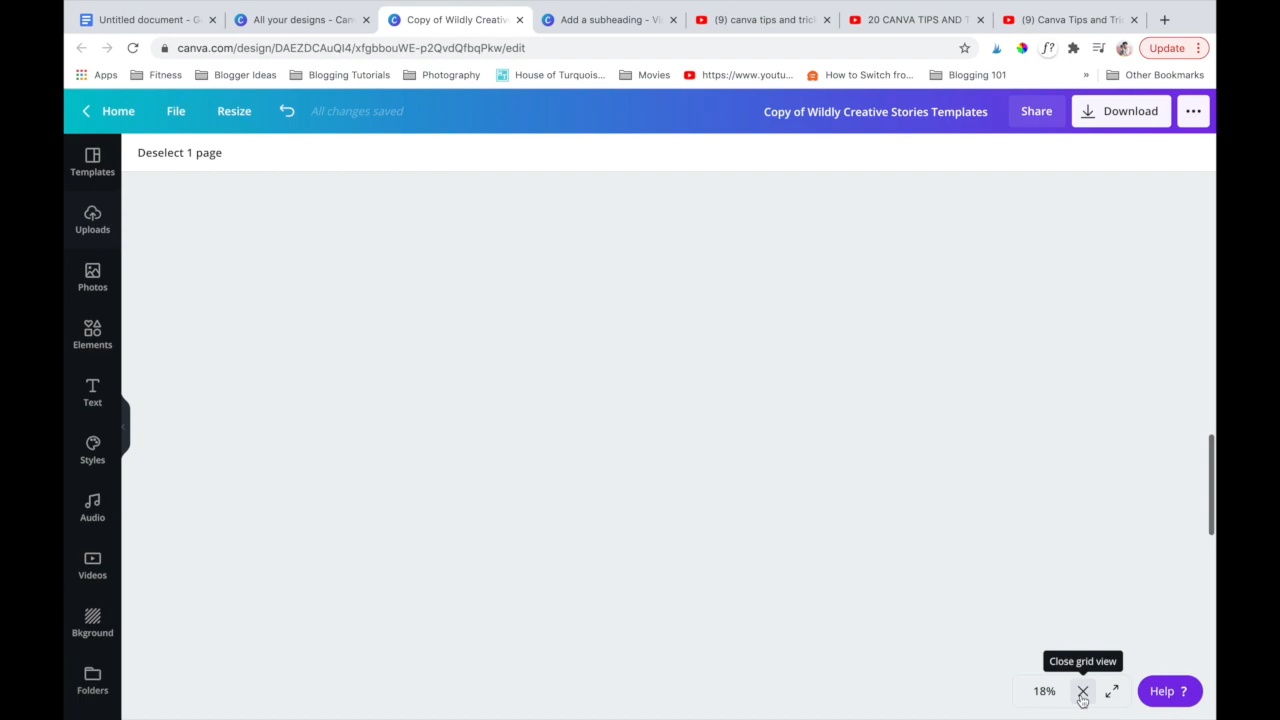 Untitled document - G
All your designs - Can
Copy of Wildly Creativ
Add a subheading - Vi
(9) canva tips and tric
20 CANVA TIPS AND T
(9) Canva Tips and Tri
canva.com/design/DAEZDCAuQI4/xfgbbouWE-p2QvdQfbqPkw/edit
f?
Update
Apps
Fitness
Blogger Ideas
Blogging Tutorials
Photography
House of Turquois...
Movies
https://www.youtu...
How to Switch fro...
Blogging 101
»
Other Bookmarks
Home
File
Resize
All changes saved
Copy of Wildly Creative Stories Templates
Share
Download
Deselect 1 page
Templates
Uploads
Photos
Elements
Text
Styles
Audio
Videos
Bkground
Folders
Close grid view
18%
Help ?